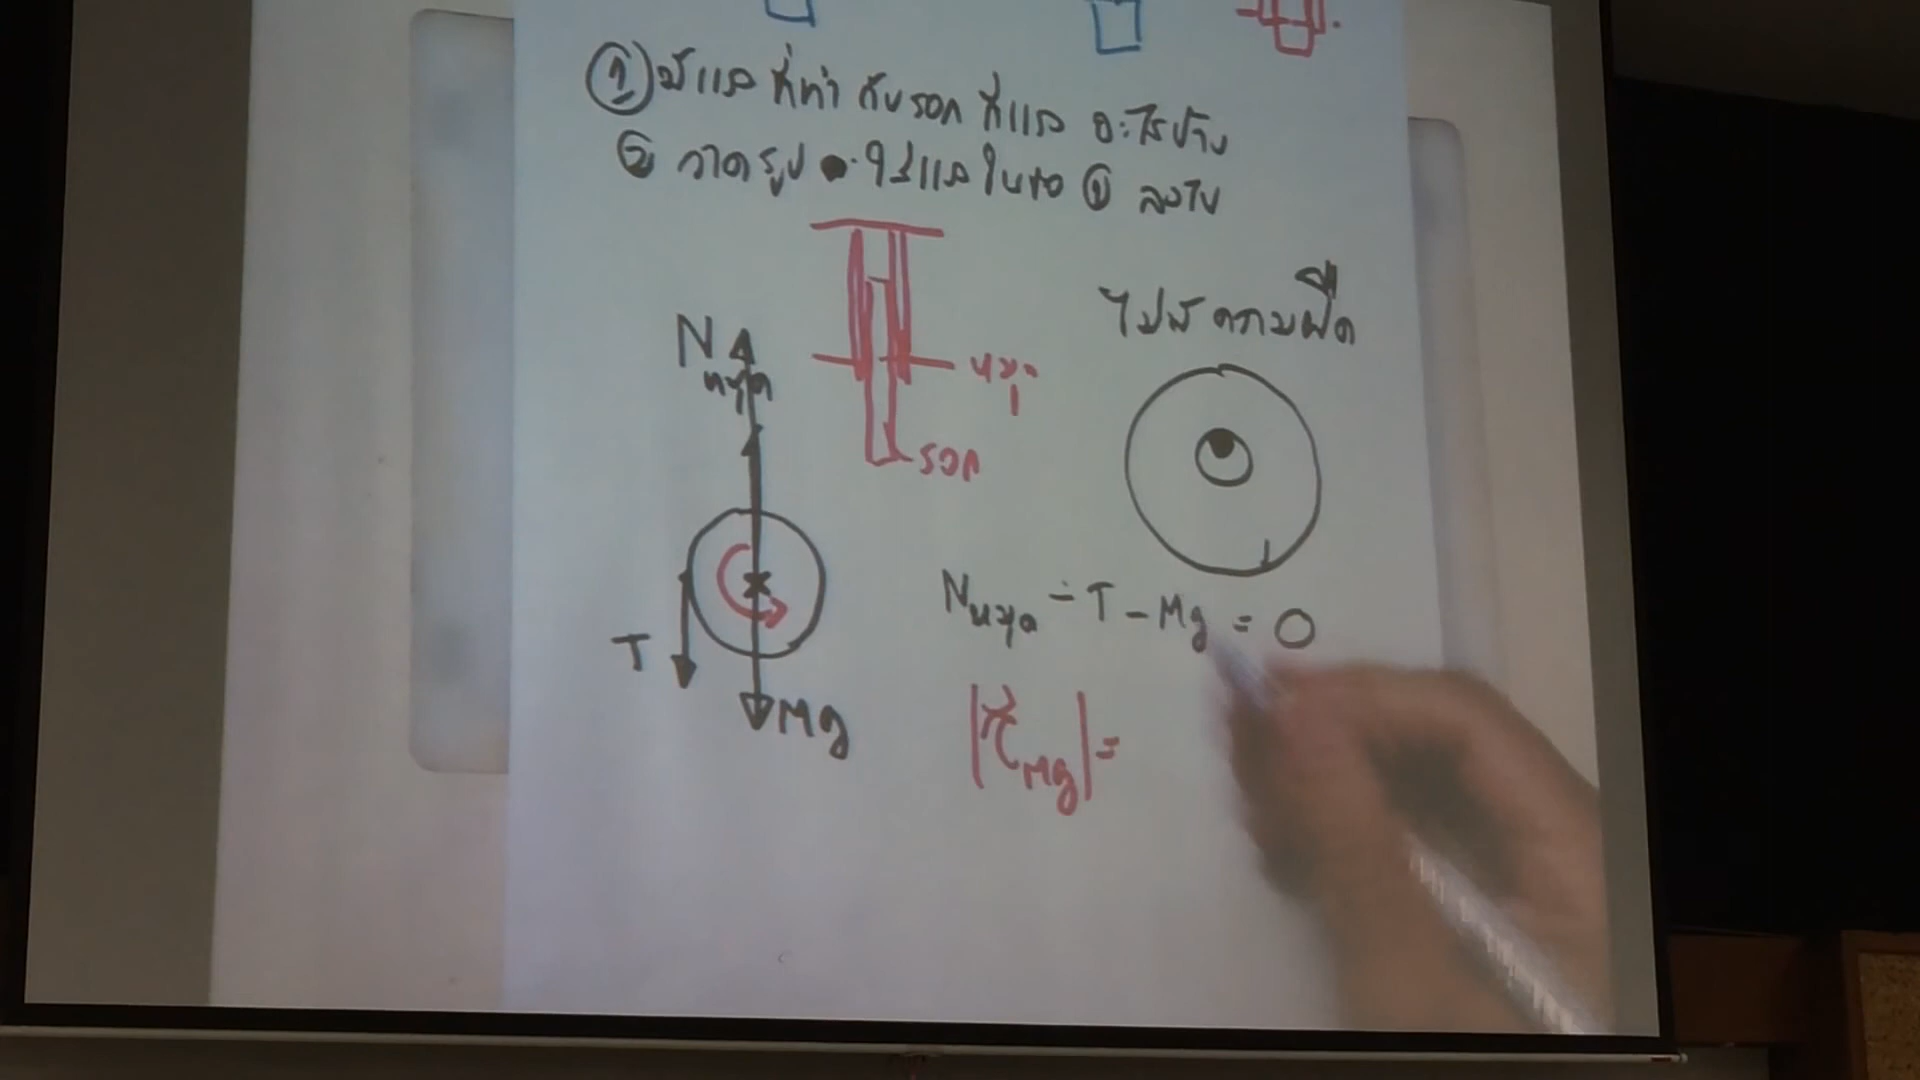 ① มีแรง ที่ทำ กับรอก กี่แรง อะไรบ้าง
② วาดรูป ใส่แรงในข้อ ① ลงไป
ไม่มีความฝืด
N หมุด
หมุด
รอก
N หมุด - T - Mg = 0
T
Mg
|τ⃗ Mg| =